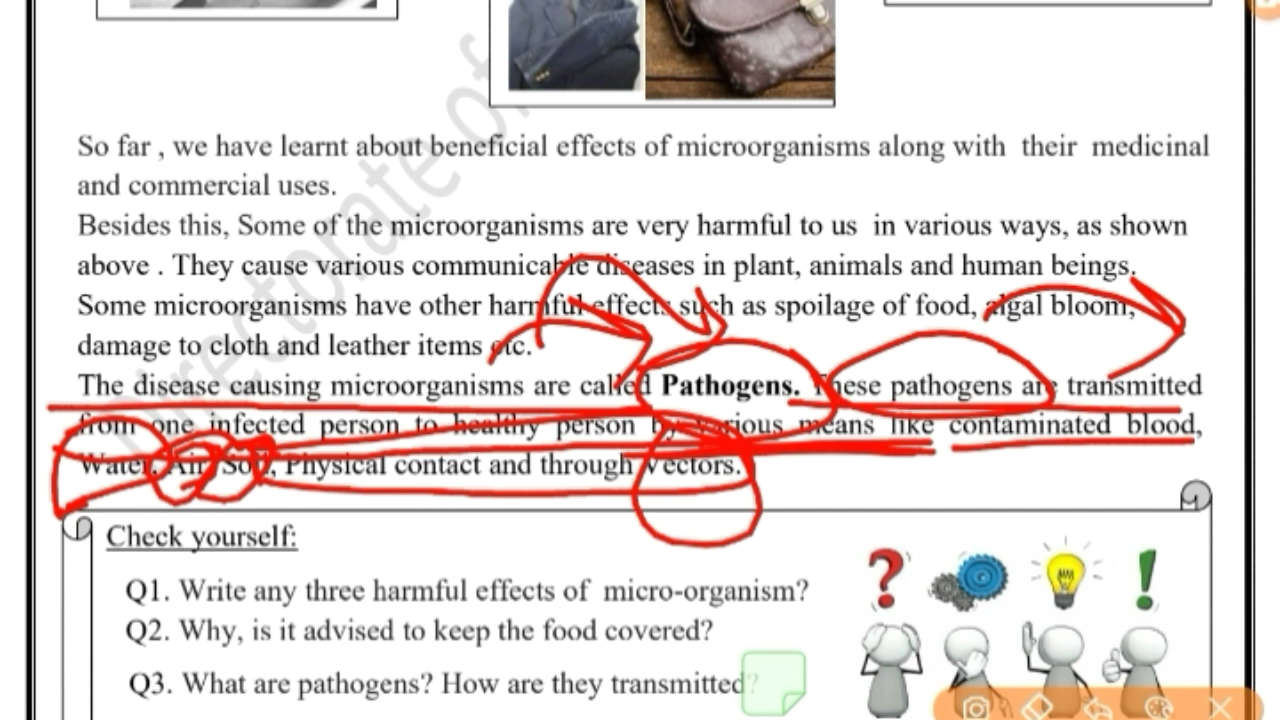 So far , we have learnt about beneficial effects of microorganisms along with their medicinal
and commercial uses.
Besides this, Some of the microorganisms are very harmful to us in various ways, as shown
above . They cause various communicable diseases in plant, animals and human beings.
Some microorganisms have other harmful effects such as spoilage of food, algal bloom,
damage to cloth and leather items etc.
The disease causing microorganisms are called Pathogens. These pathogens are transmitted
from one infected person to healthy person by various means like contaminated blood,
Water, Air, Soil, Physical contact and through Vectors.
Check yourself:
Q1. Write any three harmful effects of micro-organism?
Q2. Why, is it advised to keep the food covered?
Q3. What are pathogens? How are they transmitted?
Directorate of